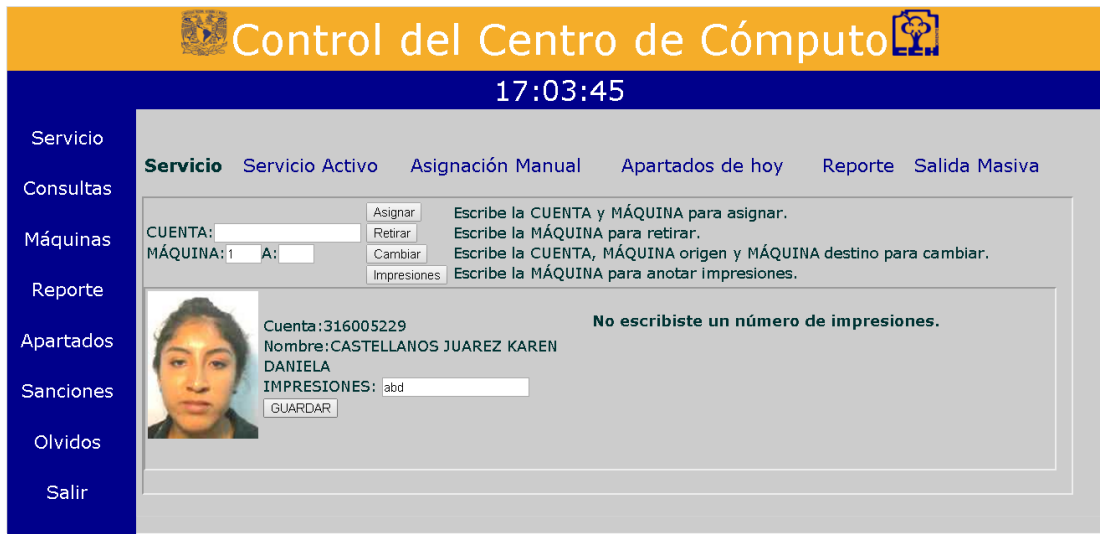 Control del Centro de Cómputo
CCH
17:03:45
Servicio
Consultas
Máquinas
Reporte
Apartados
Sanciones
Olvidos
Salir
Servicio Servicio Activo Asignación Manual Apartados de hoy Reporte Salida Masiva
Asignar Escribe la CUENTA y MÁQUINA para asignar.
CUENTA: Retirar Escribe la MÁQUINA para retirar.
MÁQUINA: 1 A: Cambiar Escribe la CUENTA, MÁQUINA origen y MÁQUINA destino para cambiar.
Impresiones Escribe la MÁQUINA para anotar impresiones.
Cuenta:316005229
Nombre:CASTELLANOS JUAREZ KAREN
DANIELA
IMPRESIONES: abd
GUARDAR
No escribiste un número de impresiones.